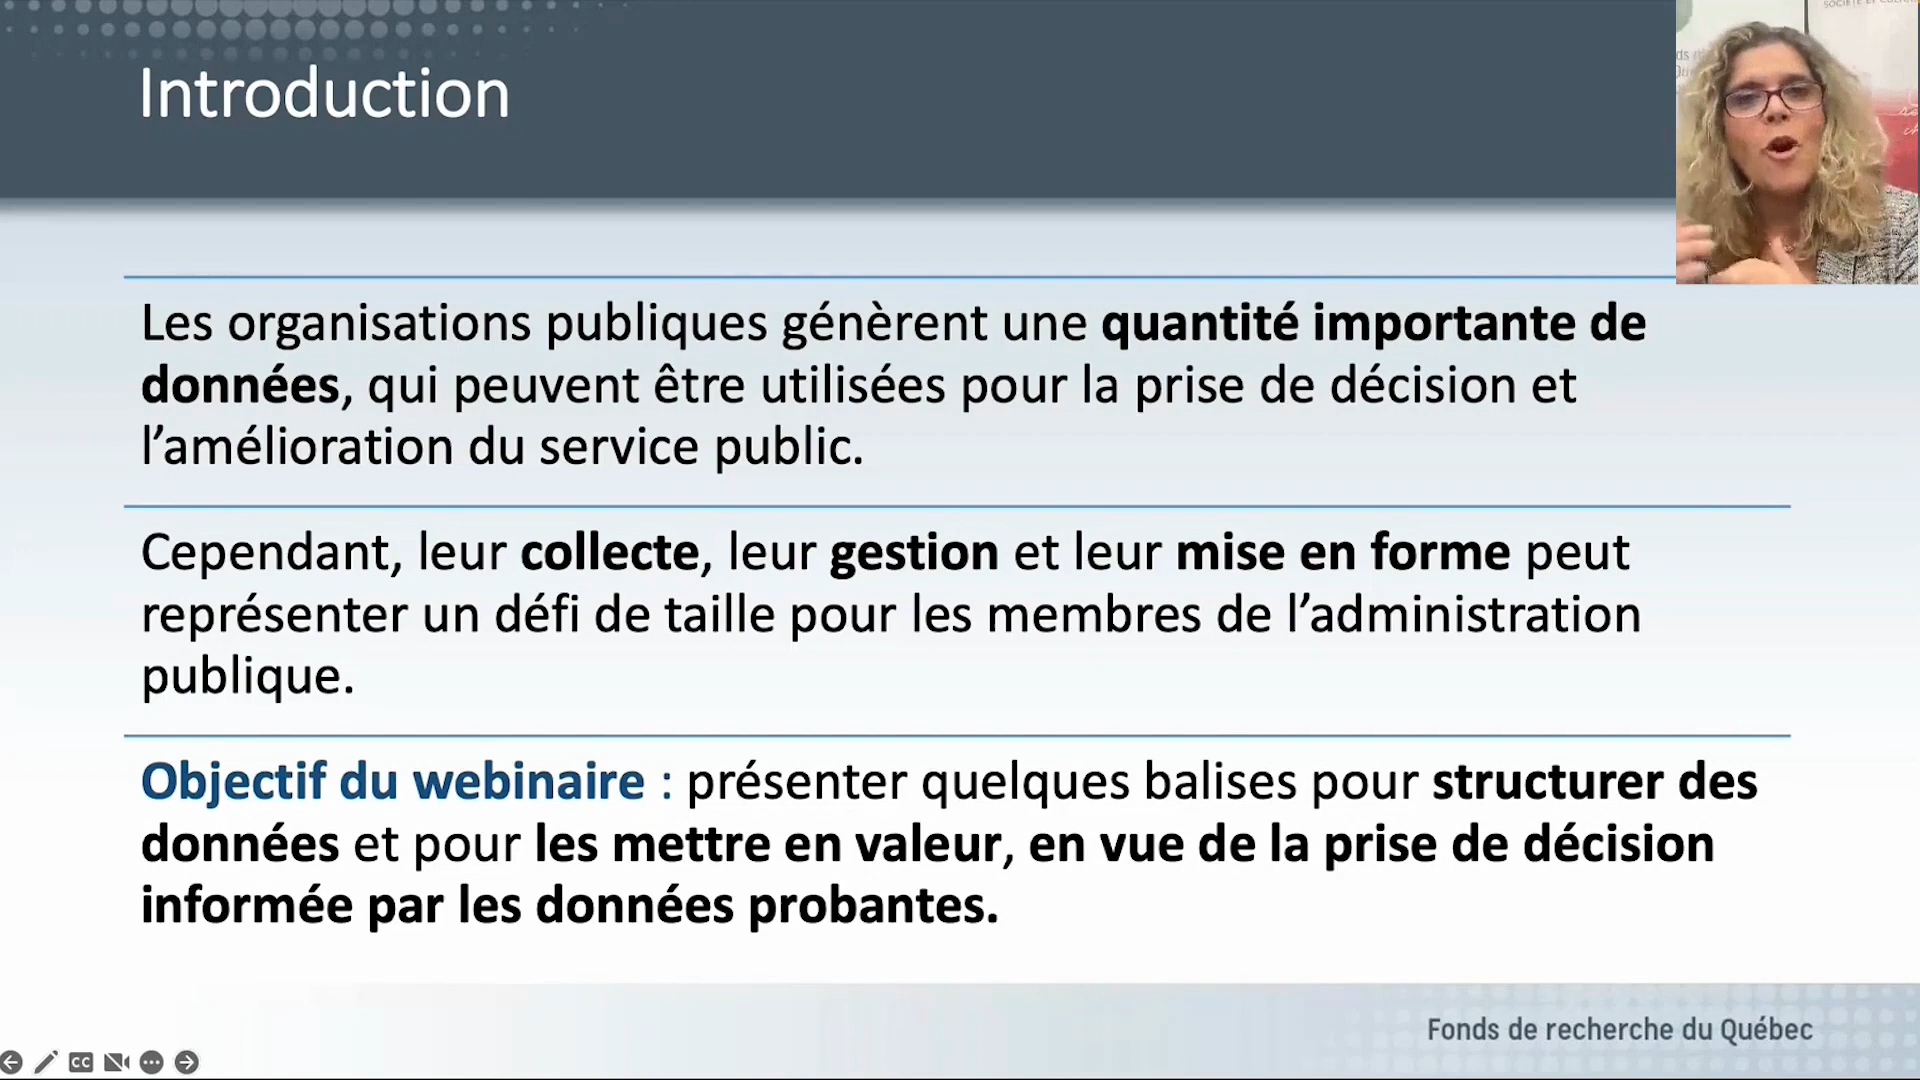 Introduction
Les organisations publiques génèrent une quantité importante de
données, qui peuvent être utilisées pour la prise de décision et
l’amélioration du service public.
Cependant, leur collecte, leur gestion et leur mise en forme peut
représenter un défi de taille pour les membres de l’administration
publique.
Objectif du webinaire : présenter quelques balises pour structurer des
données et pour les mettre en valeur, en vue de la prise de décision
informée par les données probantes.
Fonds de recherche du Québec
CC